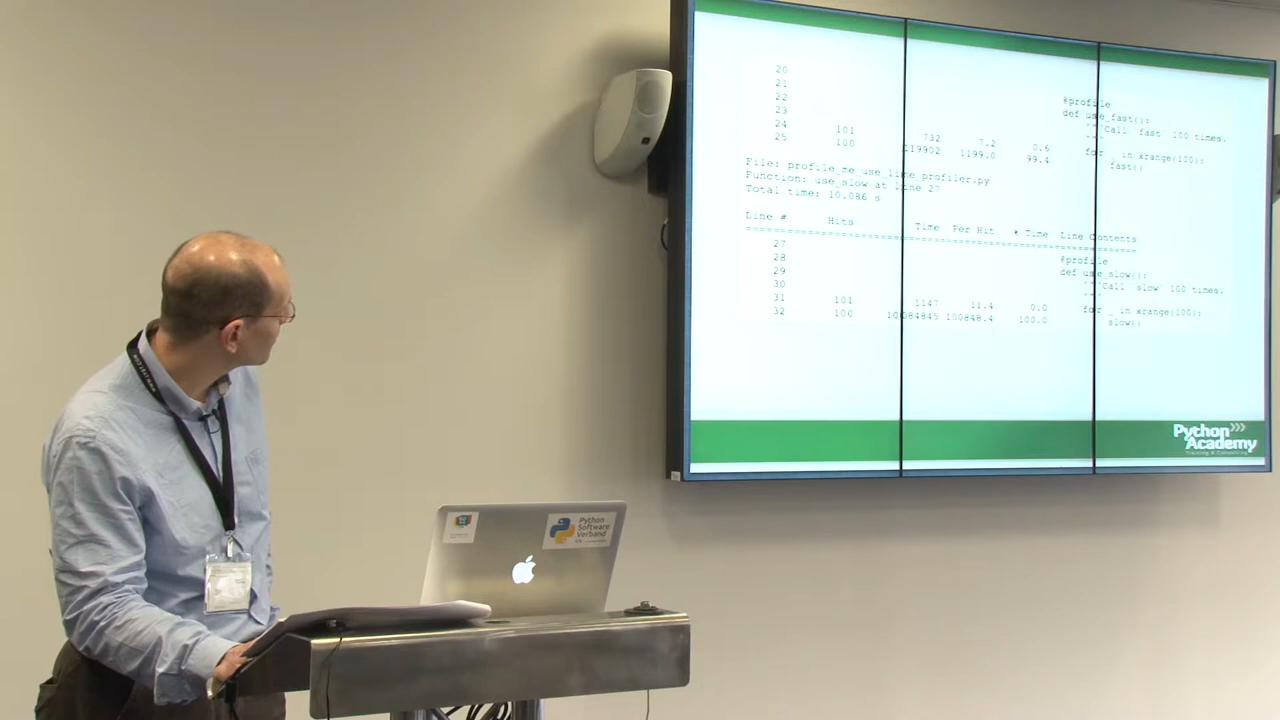 20
21
22 @profile
23 def use_fast():
24 101 732 7.2 0.6 """Call `fast` 100 times.
25 100 119902 1199.0 99.4 """
for _ in xrange(100):
fast()
File: profile_me_use_line_profiler.py
Function: use_slow at line 27
Total time: 10.086 s
Line # Hits Time Per Hit % Time Line Contents
==============================================================
27 @profile
28 def use_slow():
29 """Call `slow` 100 times.
30 """
31 101 1147 11.4 0.0 for _ in xrange(100):
32 100 10084845 100848.4 100.0 slow()
Python
Academy
Training & Consulting
Python
Software
Verband